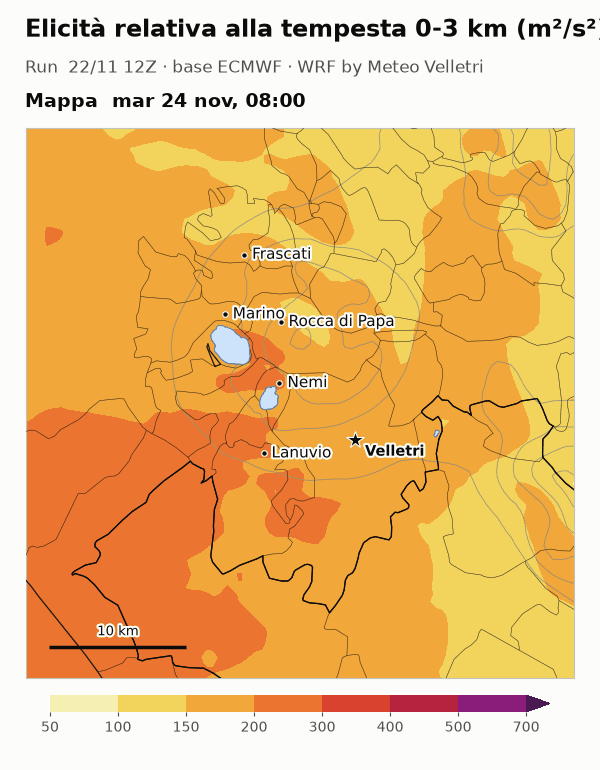 Elicità relativa alla tempesta 0-3 km (m²/s²)
Run 22/11 12Z · base ECMWF · WRF by Meteo Velletri
Mappa mar 24 nov, 08:00
Frascati
Marino
Rocca di Papa
Nemi
Velletri
Lanuvio
10 km
50 100 150 200 300 400 500 700